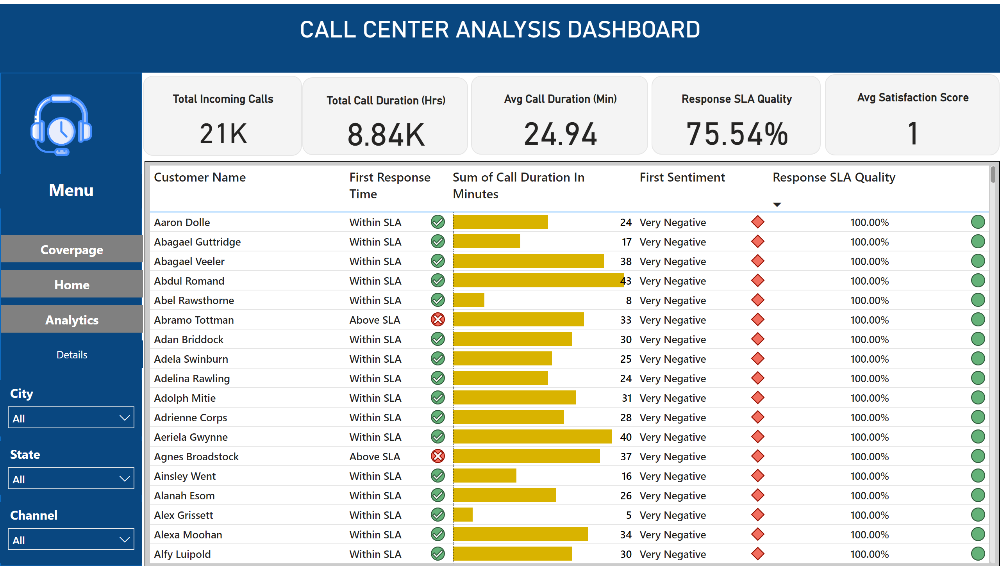 CALL CENTER ANALYSIS DASHBOARD
Total Incoming Calls
21K
Total Call Duration (Hrs)
8.84K
Avg Call Duration (Min)
24.94
Response SLA Quality
75.54%
Avg Satisfaction Score
1
Menu
Coverpage
Home
Analytics
Details
City
All
State
All
Channel
All
Customer Name First Response Time Sum of Call Duration In Minutes First Sentiment Response SLA Quality
Aaron Dolle Within SLA 24 Very Negative 100.00%
Abagael Guttridge Within SLA 17 Very Negative 100.00%
Abagael Veeler Within SLA 38 Very Negative 100.00%
Abdul Romand Within SLA 43 Very Negative 100.00%
Abel Rawsthorne Within SLA 8 Very Negative 100.00%
Abramo Tottman Above SLA 33 Very Negative 100.00%
Adan Briddock Within SLA 30 Very Negative 100.00%
Adela Swinburn Within SLA 25 Very Negative 100.00%
Adelina Rawling Within SLA 24 Very Negative 100.00%
Adolph Mitie Within SLA 31 Very Negative 100.00%
Adrienne Corps Within SLA 28 Very Negative 100.00%
Aeriela Gwynne Within SLA 40 Very Negative 100.00%
Agnes Broadstock Above SLA 37 Very Negative 100.00%
Ainsley Went Within SLA 16 Very Negative 100.00%
Alanah Esom Within SLA 26 Very Negative 100.00%
Alex Grissett Within SLA 5 Very Negative 100.00%
Alexa Moohan Within SLA 34 Very Negative 100.00%
Alfy Luipold Within SLA 30 Very Negative 100.00%